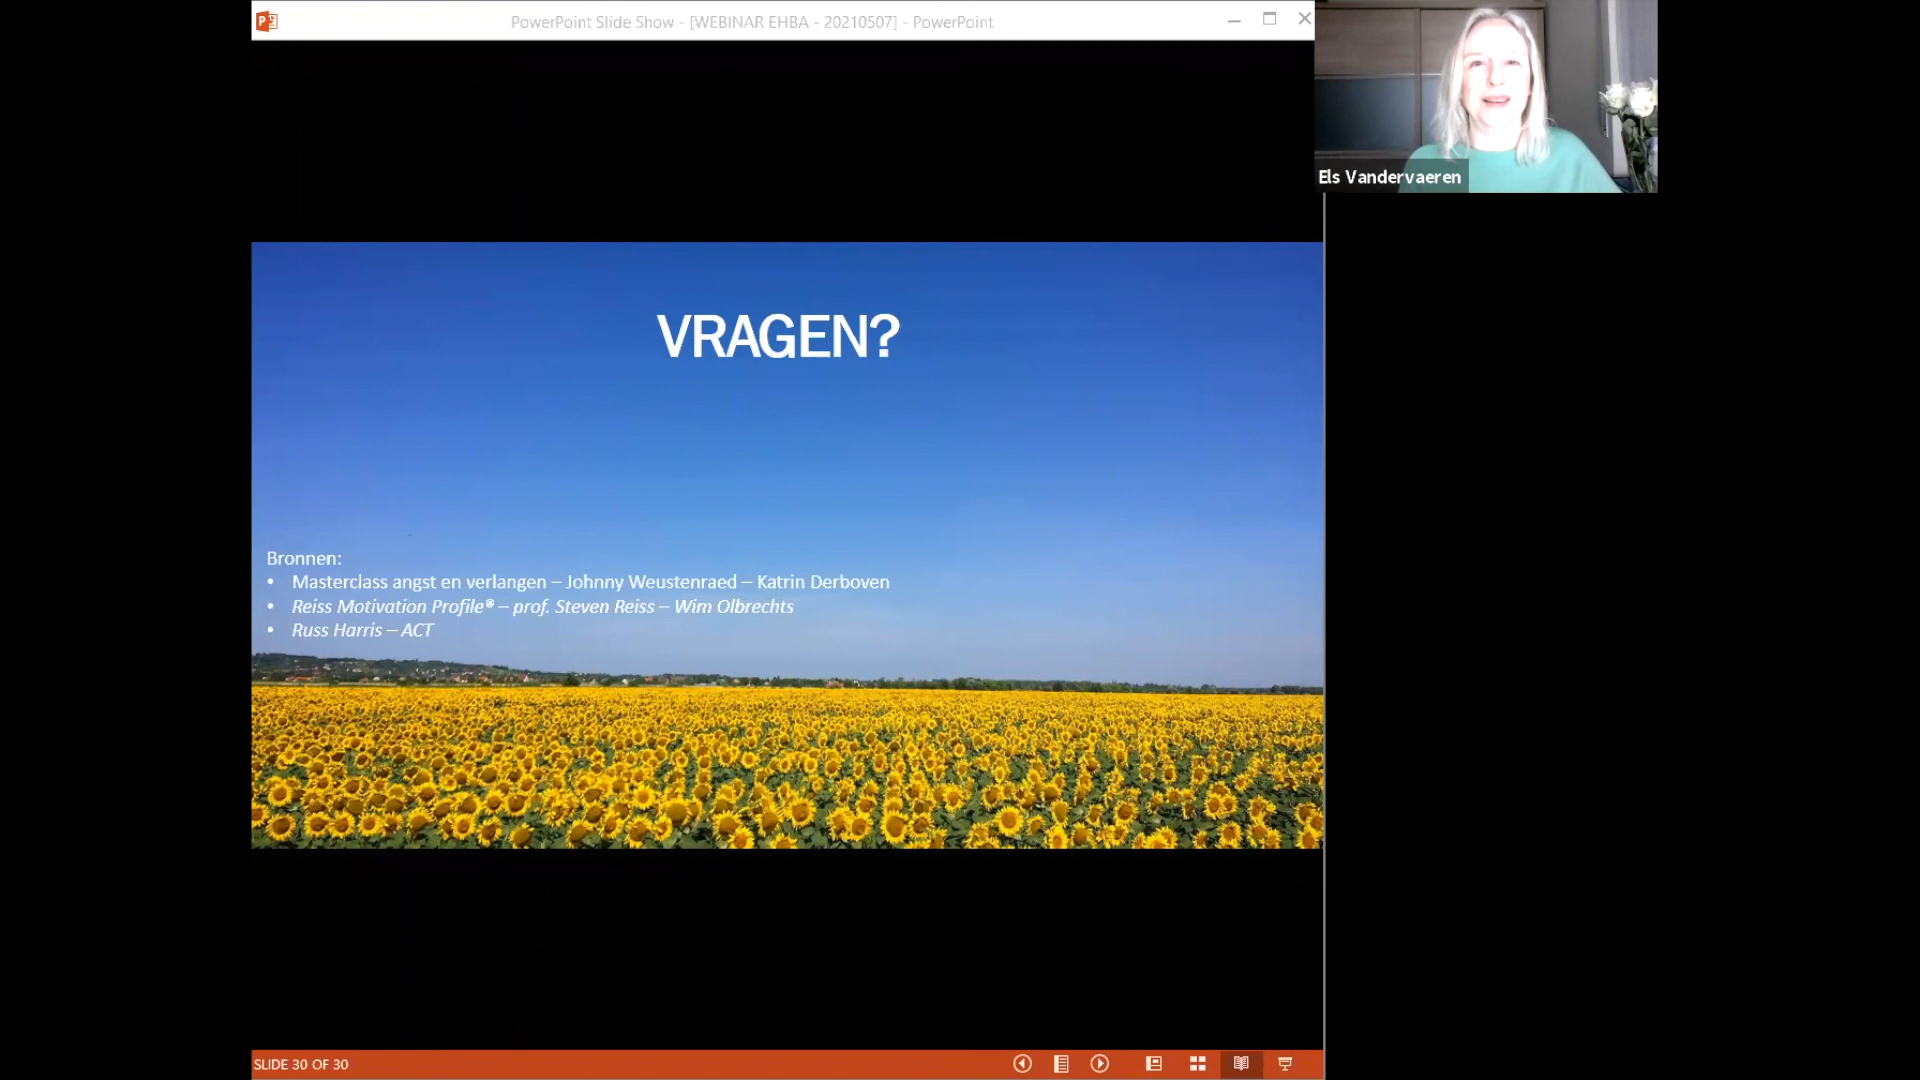 PowerPoint Slide Show - [WEBINAR EHBA - 20210507] - PowerPoint
Els Vandervaeren
VRAGEN?
Bronnen:
• Masterclass angst en verlangen – Johnny Weustenraed – Katrin Derboven
• Reiss Motivation Profile® – prof. Steven Reiss – Wim Olbrechts
• Russ Harris – ACT
SLIDE 30 OF 30